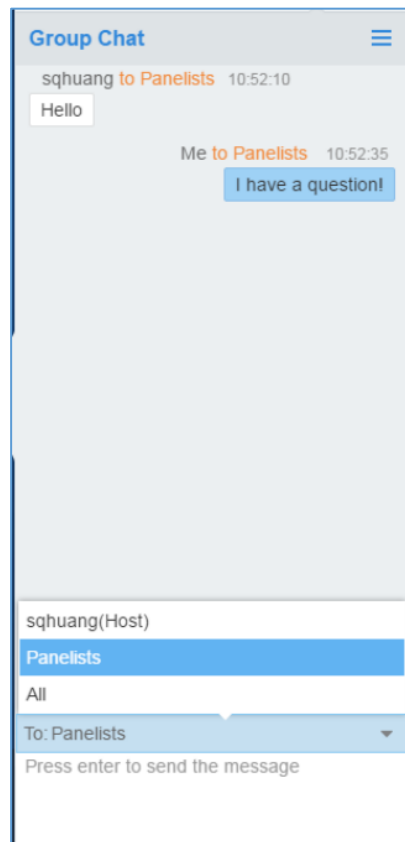 Group Chat
sqhuang to Panelists 10:52:10
Hello
Me to Panelists 10:52:35
I have a question!
sqhuang(Host)
Panelists
All
To: Panelists
Press enter to send the message